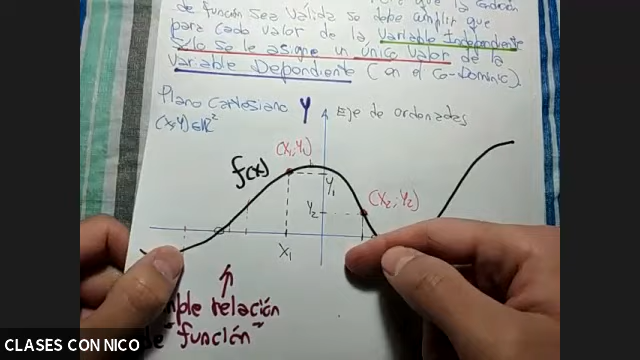 de función sea válida se debe cumplir que
para cada valor de la Variable Independiente
Sólo se le asigne un único valor de la
Variable Dependiente (en el Co-Dominio).
Plano Cartesiano Y Eje de ordenadas
(X;Y)∈ℝ²
(X₁;Y₁)
f(x)
Y₁
(X₂;Y₂)
Y₂
X₁
relación
de "función"
CLASES CON NICO